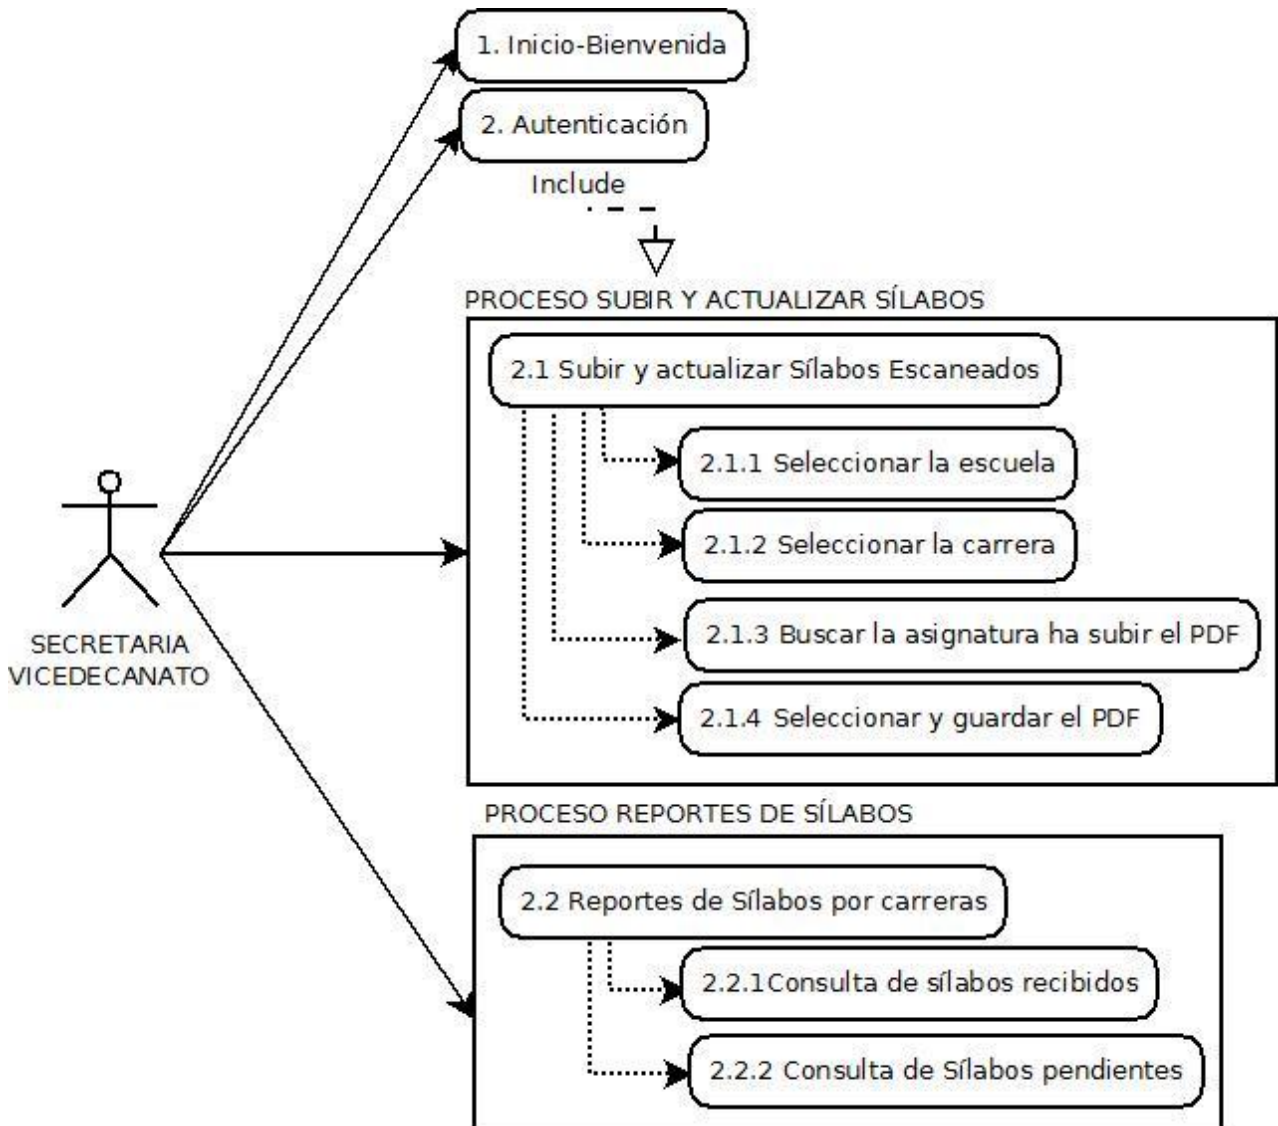 1. Inicio-Bienvenida
2. Autenticación
Include
PROCESO SUBIR Y ACTUALIZAR SÍLABOS
2.1 Subir y actualizar Sílabos Escaneados
2.1.1 Seleccionar la escuela
2.1.2 Seleccionar la carrera
2.1.3 Buscar la asignatura ha subir el PDF
2.1.4 Seleccionar y guardar el PDF
SECRETARIA
VICEDECANATO
PROCESO REPORTES DE SÍLABOS
2.2 Reportes de Sílabos por carreras
2.2.1Consulta de sílabos recibidos
2.2.2 Consulta de Sílabos pendientes